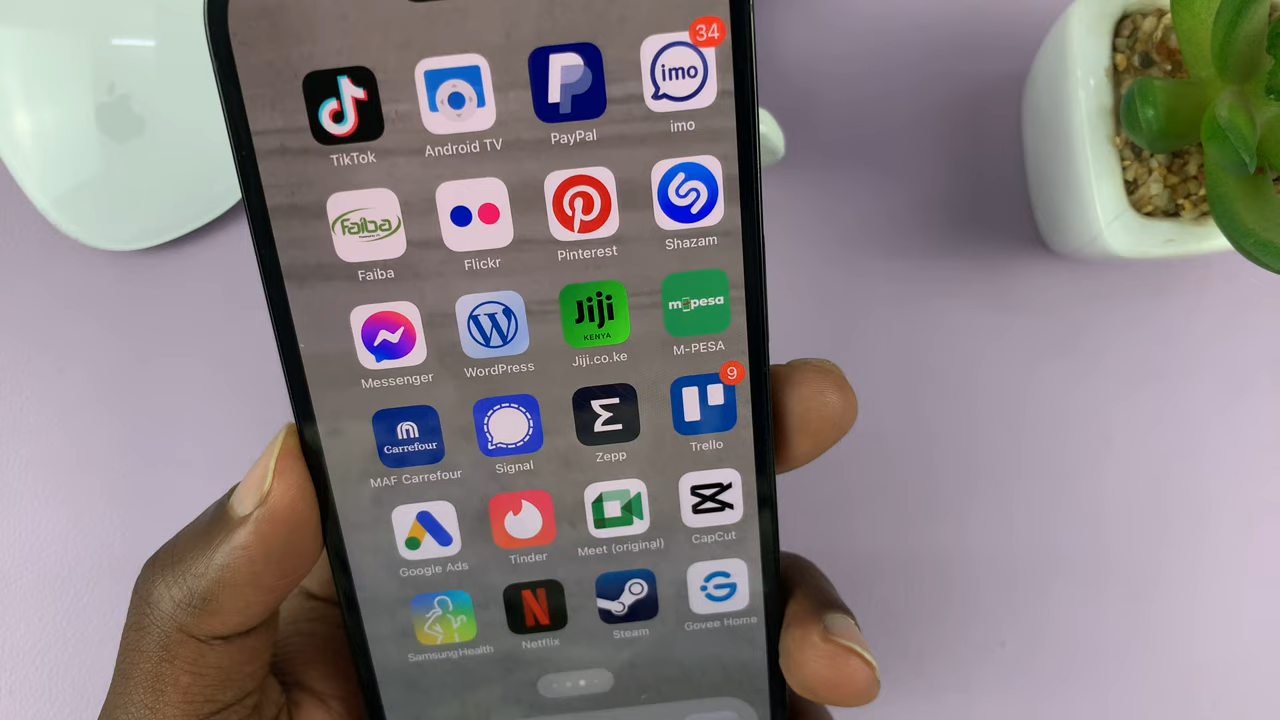 34
imo
TikTok
Android TV
PayPal
imo
Faiba
Faiba
Flickr
Pinterest
Shazam
Jiji
KENYA
m-pesa
Messenger
WordPress
Jiji.co.ke
M-PESA
9
Carrefour
MAF Carrefour
Signal
Zepp
Trello
Google Ads
Tinder
Meet (original)
CapCut
N
Samsung Health
Netflix
Steam
Govee Home